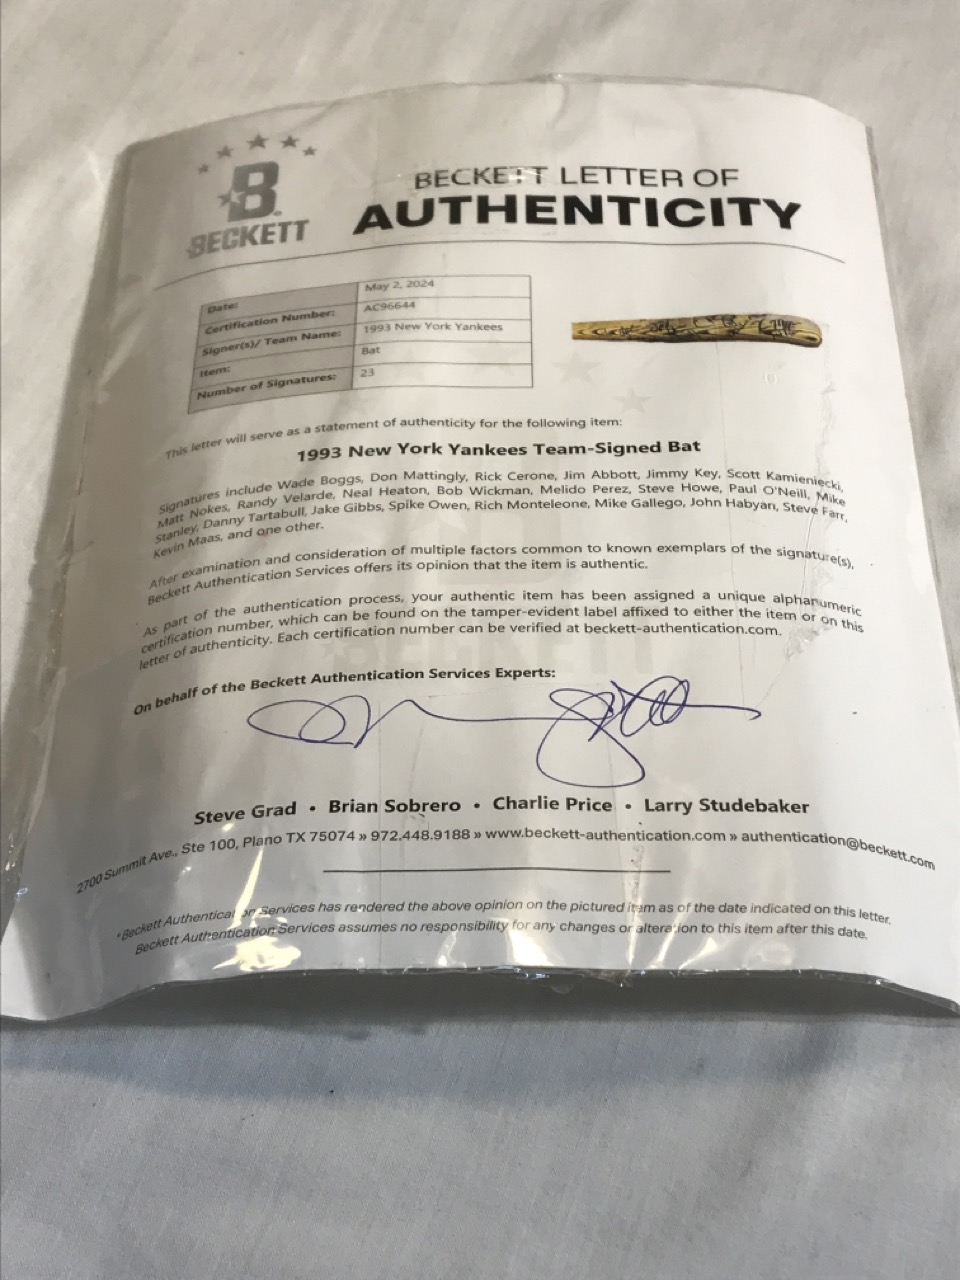 B
BECKETT
BECKETT LETTER OF
AUTHENTICITY
Date: May 2, 2024
Certification Number: AC96644
Signer(s)/ Team Name: 1993 New York Yankees
Item: Bat
Number of Signatures: 23
This letter will serve as a statement of authenticity for the following item:
1993 New York Yankees Team-Signed Bat
Signatures include Wade Boggs, Don Mattingly, Rick Cerone, Jim Abbott, Jimmy Key, Scott Kamieniecki,
Matt Nokes, Randy Velarde, Neal Heaton, Bob Wickman, Melido Perez, Steve Howe, Paul O'Neill, Mike
Stanley, Danny Tartabull, Jake Gibbs, Spike Owen, Rich Monteleone, Mike Gallego, John Habyan, Steve Farr,
Kevin Maas, and one other.
After examination and consideration of multiple factors common to known exemplars of the signature(s),
Beckett Authentication Services offers its opinion that the item is authentic.
As part of the authentication process, your authentic item has been assigned a unique alphanumeric
certification number, which can be found on the tamper-evident label affixed to either the item or on this
letter of authenticity. Each certification number can be verified at beckett-authentication.com.
On behalf of the Beckett Authentication Services Experts:
Steve Grad • Brian Sobrero • Charlie Price • Larry Studebaker
2700 Summit Ave., Ste 100, Plano TX 75074 » 972.448.9188 » www.beckett-authentication.com » authentication@beckett.com
*Beckett Authentication Services has rendered the above opinion on the pictured item as of the date indicated on this letter.
Beckett Authentication Services assumes no responsibility for any changes or alteration to this item after this date.